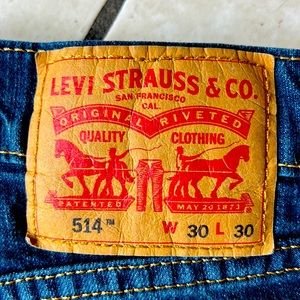 LEVI STRAUSS & CO.
SAN FRANCISCO
CAL.
ORIGINAL RIVETED
QUALITY CLOTHING
PATENTED MAY 20 1873
514™ W 30 L 30